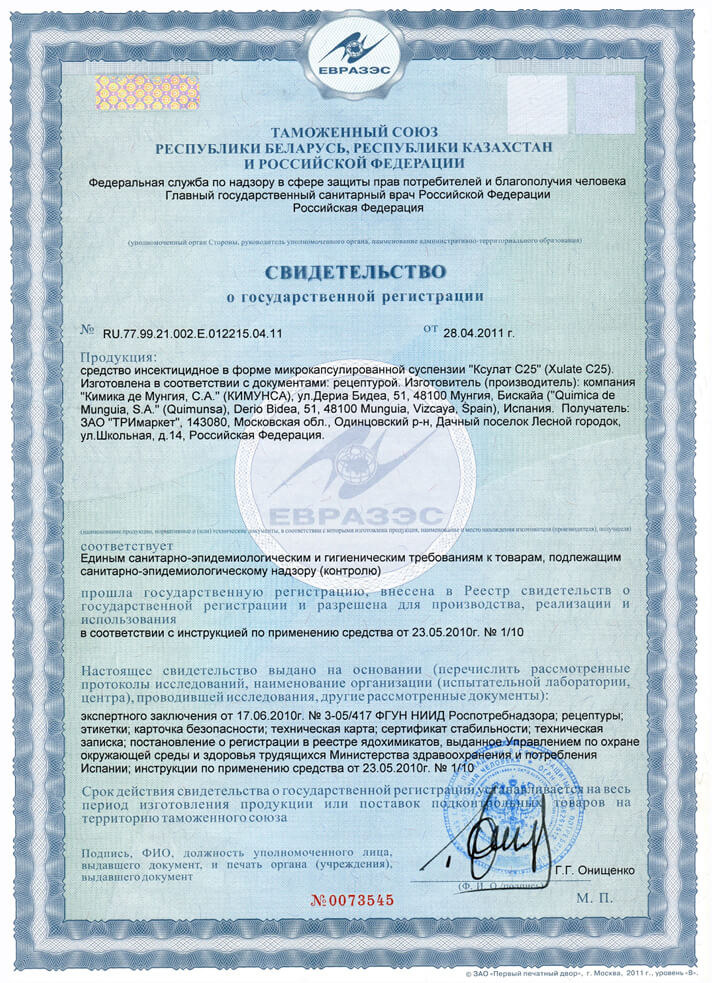 ЕВРАЗЭС
ТАМОЖЕННЫЙ СОЮЗ
РЕСПУБЛИКИ БЕЛАРУСЬ, РЕСПУБЛИКИ КАЗАХСТАН
И РОССИЙСКОЙ ФЕДЕРАЦИИ
Федеральная служба по надзору в сфере защиты прав потребителей и благополучия человека
Главный государственный санитарный врач Российской Федерации
Российская Федерация
(уполномоченный орган Стороны, руководитель уполномоченного органа, наименование административно-территориального образования)
СВИДЕТЕЛЬСТВО
о государственной регистрации
№ RU.77.99.21.002.E.012215.04.11 от 28.04.2011 г.
Продукция:
средство инсектицидное в форме микрокапсулированной суспензии "Ксулат С25" (Xulate C25).
Изготовлена в соответствии с документами: рецептурой. Изготовитель (производитель): компания
"Кимика де Мунгия, С.А." (КИМУНСА), ул.Дериа Бидеа, 51, 48100 Мунгия, Бискайа ("Quimica de
Munguia, S.A." (Quimunsa), Derio Bidea, 51, 48100 Munguia, Vizcaya, Spain), Испания. Получатель:
ЗАО "ТРИмаркет", 143080, Московская обл., Одинцовский р-н, Дачный поселок Лесной городок,
ул.Школьная, д.14, Российская Федерация.
ЕВРАЗЭС
(наименование продукции, нормативные и (или) технические документы, в соответствии с которыми изготовлена продукция, наименование и место нахождения изготовителя (производителя), получателя)
соответствует
Единым санитарно-эпидемиологическим и гигиеническим требованиям к товарам, подлежащим
санитарно-эпидемиологическому надзору (контролю)
прошла государственную регистрацию, внесена в Реестр свидетельств о
государственной регистрации и разрешена для производства, реализации и
использования
в соответствии с инструкцией по применению средства от 23.05.2010г. № 1/10
Настоящее свидетельство выдано на основании (перечислить рассмотренные
протоколы исследований, наименование организации (испытательной лаборатории,
центра), проводившей исследования, другие рассмотренные документы):
экспертного заключения от 17.06.2010г. № 3-05/417 ФГУН НИИД Роспотребнадзора; рецептуры;
этикетки; карточка безопасности; техническая карта; сертификат стабильности; техническая
записка; постановление о регистрации в реестре ядохимикатов, выданное Управлением по охране
окружающей среды и здоровья трудящихся Министерства здравоохранения и потребления
Испании; инструкции по применению средства от 23.05.2010г. № 1/10
Срок действия свидетельства о государственной регистрации устанавливается на весь
период изготовления продукции или поставок подконтрольных товаров на
территорию таможенного союза
Подпись, ФИО, должность уполномоченного лица,
выдавшего документ, и печать органа (учреждения),
выдавшего документ
Г.Г. Онищенко
(Ф. И. О./подпись)
№0073545
М. П.
© ЗАО «Первый печатный двор», г. Москва, 2011 г., уровень «В».